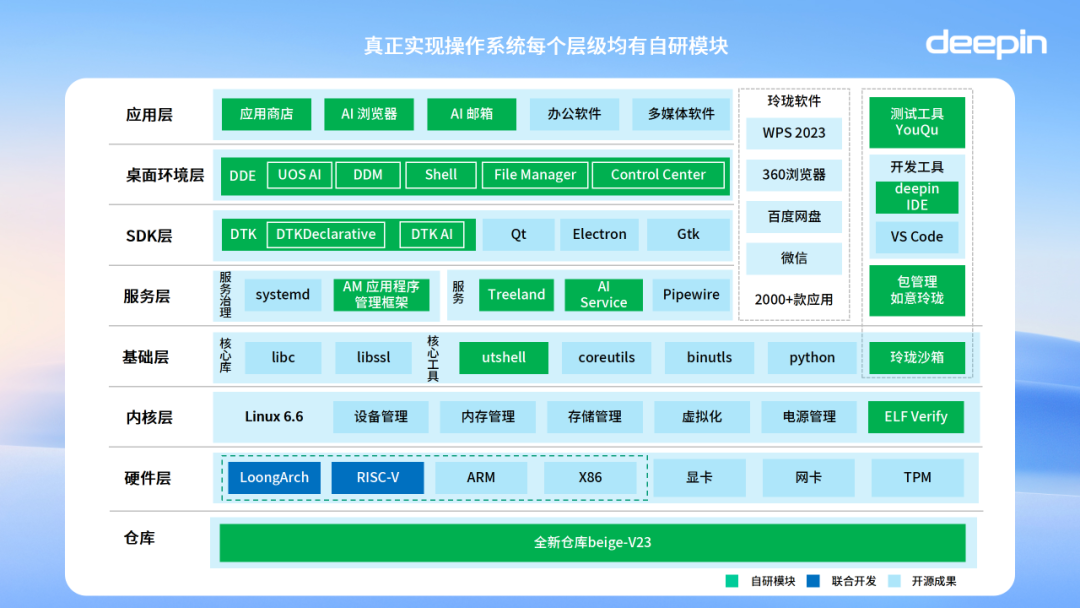 真正实现操作系统每个层级均有自研模块
deepin
应用层
应用商店
AI 浏览器
AI 邮箱
办公软件
多媒体软件
桌面环境层
DDE
UOS AI
DDM
Shell
File Manager
Control Center
SDK层
DTK
DTKDeclarative
DTK AI
Qt
Electron
Gtk
服务层
服务治理
systemd
AM 应用程序
管理框架
服务
Treeland
AI
Service
Pipewire
玲珑软件
WPS 2023
360浏览器
百度网盘
微信
2000+款应用
测试工具
YouQu
开发工具
deepin
IDE
VS Code
包管理
如意玲珑
基础层
核心库
libc
libssl
核心工具
utshell
coreutils
binutls
python
玲珑沙箱
内核层
Linux 6.6
设备管理
内存管理
存储管理
虚拟化
电源管理
ELF Verify
硬件层
LoongArch
RISC-V
ARM
X86
显卡
网卡
TPM
仓库
全新仓库beige-V23
自研模块
联合开发
开源成果